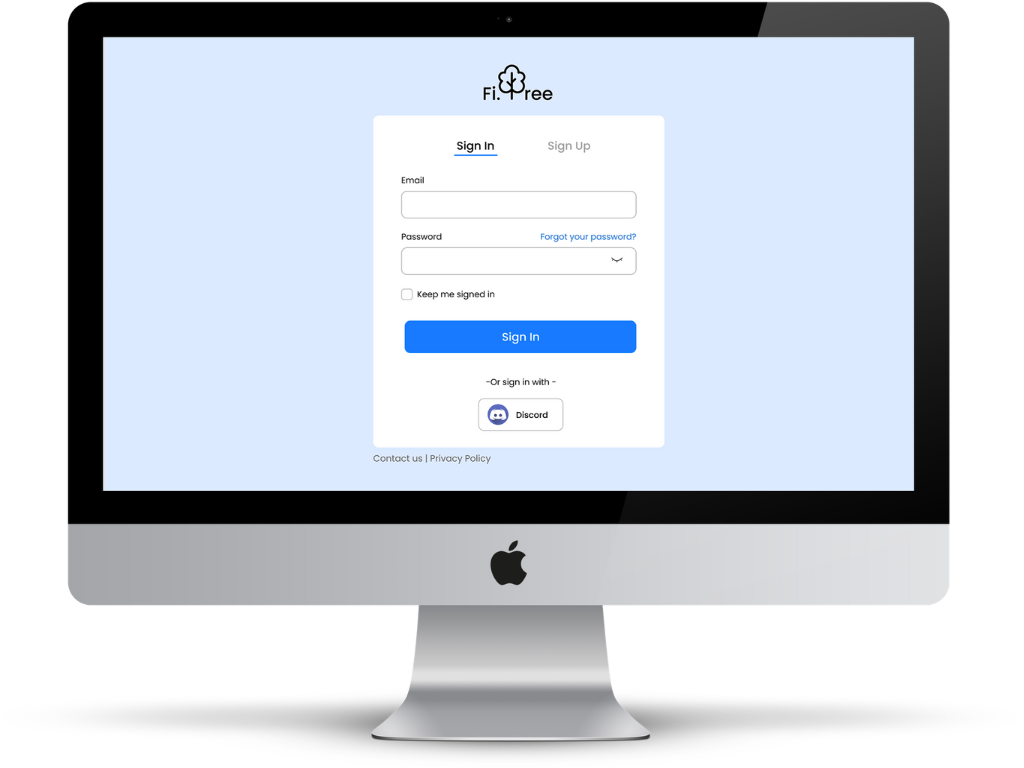 Fi.Tree
Sign In Sign Up
Email
Password Forgot your password?
Keep me signed in
Sign In
-Or sign in with -
Discord
Contact us | Privacy Policy